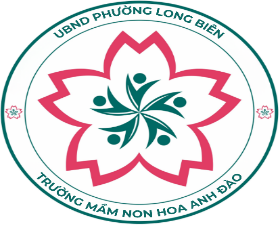 UBND PHƯỜNG LONG BIÊN
TRƯỜNG MẦM NON HOA ANH ĐÀO